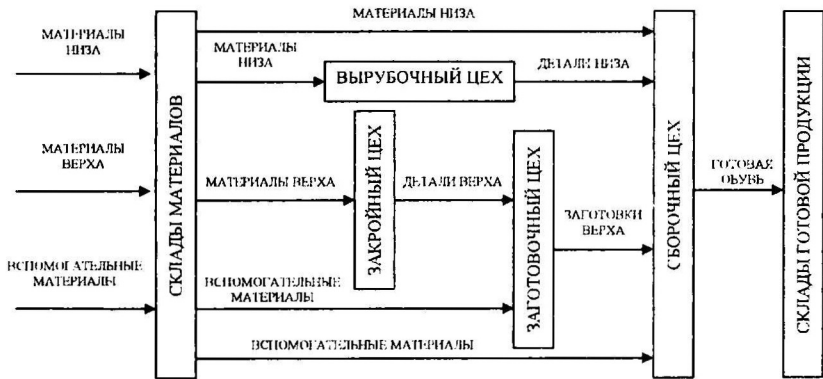 МАТЕРИАЛЫ НИЗА
МАТЕРИАЛЫ
НИЗА
МАТЕРИАЛЫ
НИЗА
ВЫРУБОЧНЫЙ ЦЕХ
ДЕТАЛИ НИЗА
СКЛАДЫ МАТЕРИАЛОВ
МАТЕРИАЛЫ
ВЕРХА
МАТЕРИАЛЫ ВЕРХА
ЗАКРОЙНЫЙ ЦЕХ
ДЕТАЛИ ВЕРХА
ЗАГОТОВОЧНЫЙ ЦЕХ
ЗАГОТОВКИ
ВЕРХА
СБОРОЧНЫЙ ЦЕХ
ГОТОВАЯ
ОБУВЬ
СКЛАДЫ ГОТОВОЙ ПРОДУКЦИИ
ВСПОМОГАТЕЛЬНЫЕ
МАТЕРИАЛЫ
ВСПОМОГАТЕЛЬНЫЕ
МАТЕРИАЛЫ
ВСПОМОГАТЕЛЬНЫЕ МАТЕРИАЛЫ